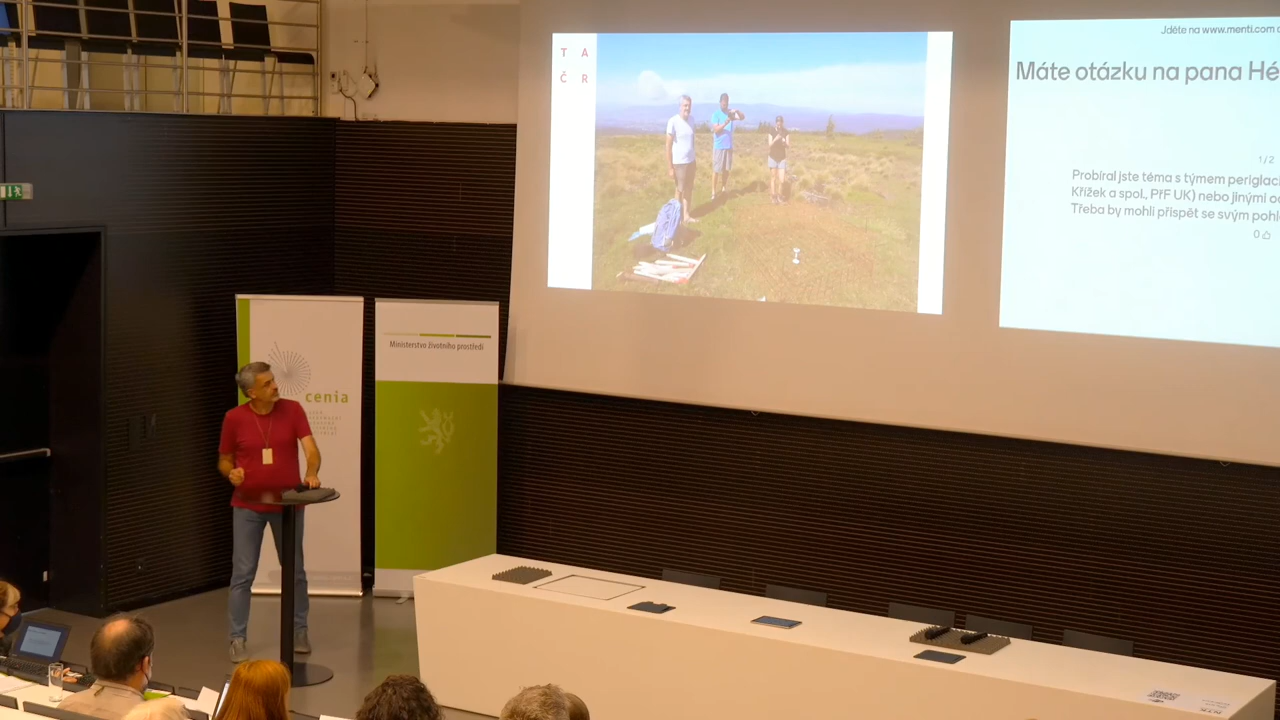 T A
Č R
Jděte na www.menti.com
Máte otázku na pana Hé
1/2
Probíral jste téma s týmem periglaci
Křížek a spol., PřF UK) nebo jinými o
Třeba by mohli přispět se svým pohl
0
cenia
Ministerstvo životního prostředí